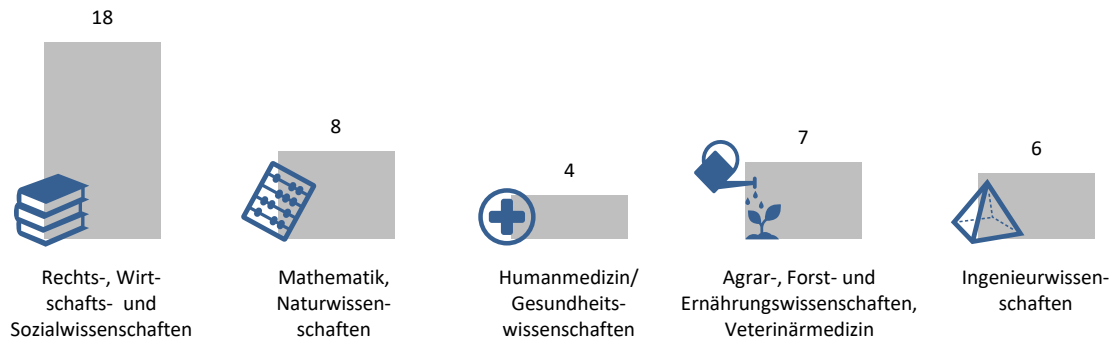 18
8
4
7
6
Rechts-, Wirt-
schafts- und
Sozialwissenschaften
Mathematik,
Naturwissen-
schaften
Humanmedizin/
Gesundheits-
wissenschaften
Agrar-, Forst- und
Ernährungswissenschaften,
Veterinärmedizin
Ingenieurwissen-
schaften